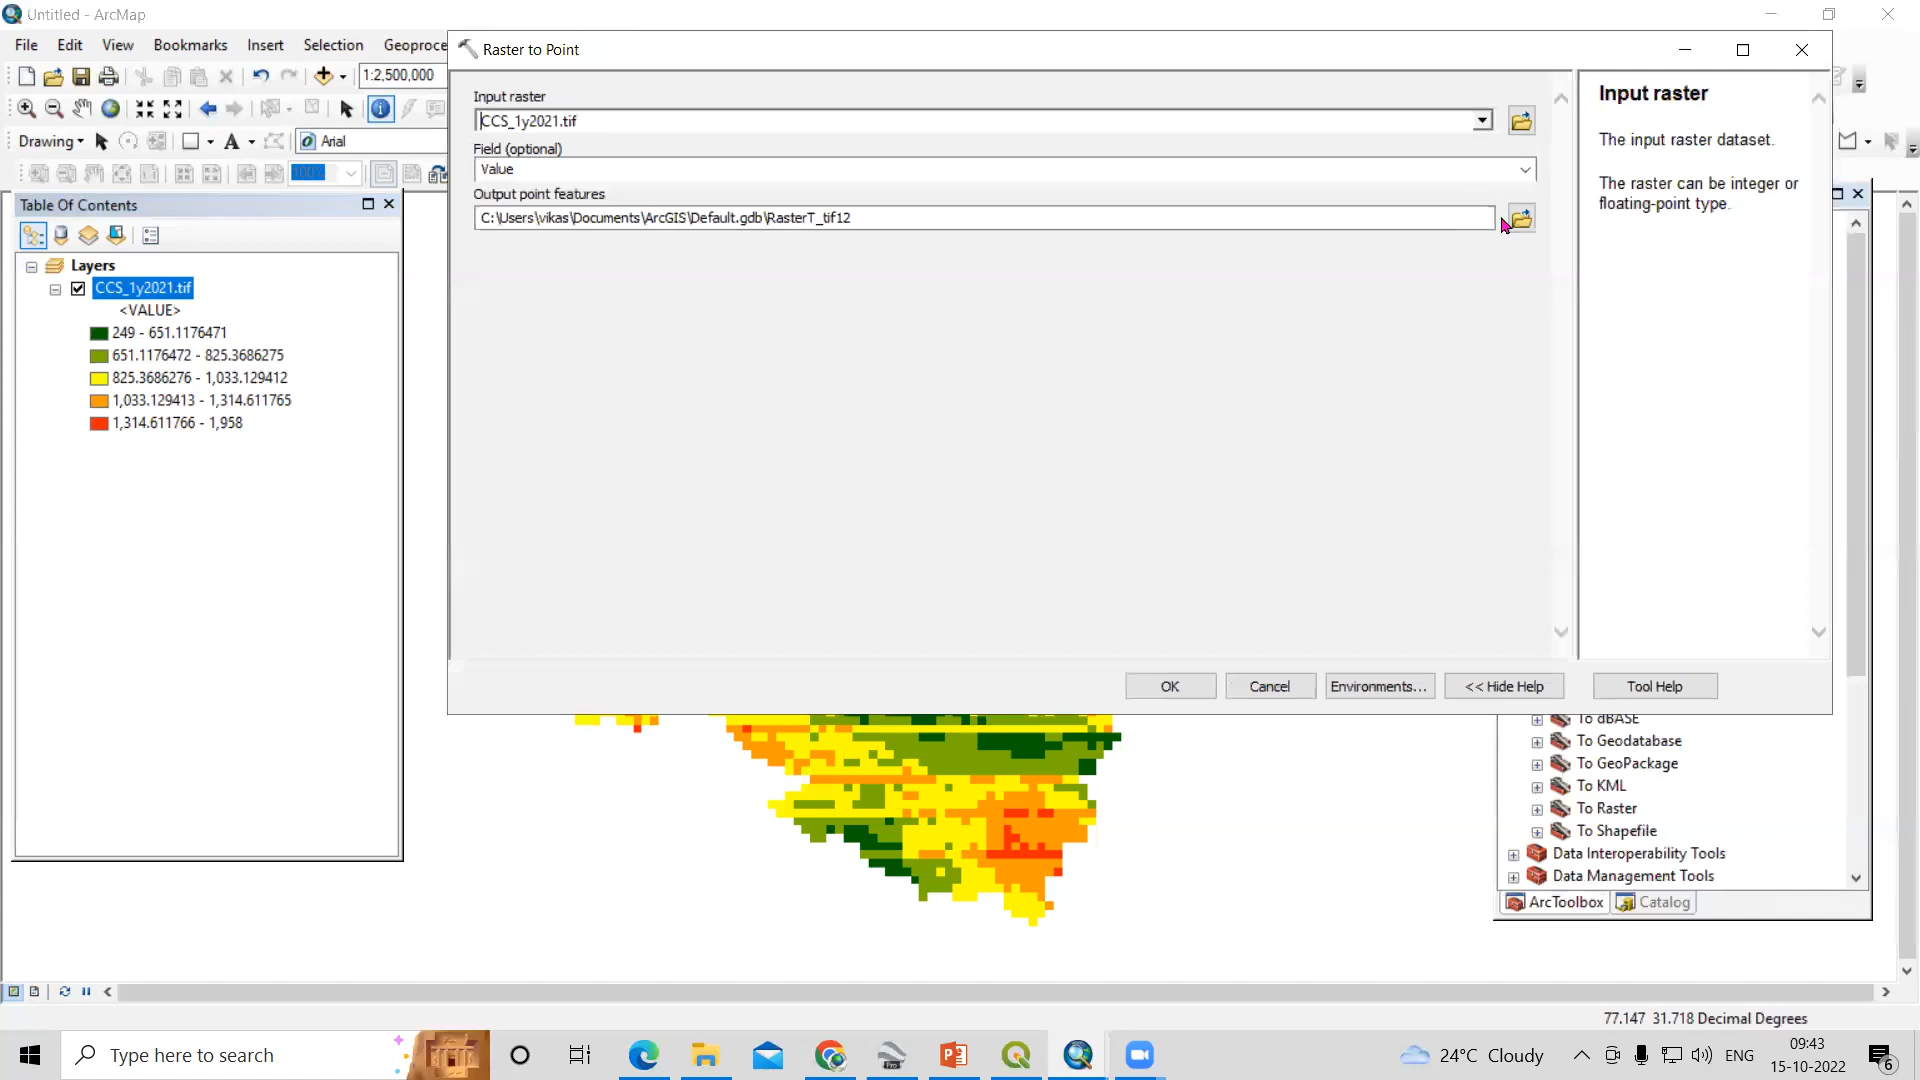 Untitled - ArcMap
File Edit View Bookmarks Insert Selection Geoproce
1:2,500,000
Drawing A Arial
100%
Table Of Contents
Layers
CCS_1y2021.tif
<VALUE>
249 - 651.1176471
651.1176472 - 825.3686275
825.3686276 - 1,033.129412
1,033.129413 - 1,314.611765
1,314.611766 - 1,958
Raster to Point
Input raster
CCS_1y2021.tif
Field (optional)
Value
Output point features
C:\Users\vikas\Documents\ArcGIS\Default.gdb\RasterT_tif12
Input raster
The input raster dataset.
The raster can be integer or
floating-point type.
OK Cancel Environments... << Hide Help Tool Help
To dBASE
To Geodatabase
To GeoPackage
To KML
To Raster
To Shapefile
Data Interoperability Tools
Data Management Tools
ArcToolbox Catalog
77.147 31.718 Decimal Degrees
Type here to search
24°C Cloudy
ENG
09:43
15-10-2022
6